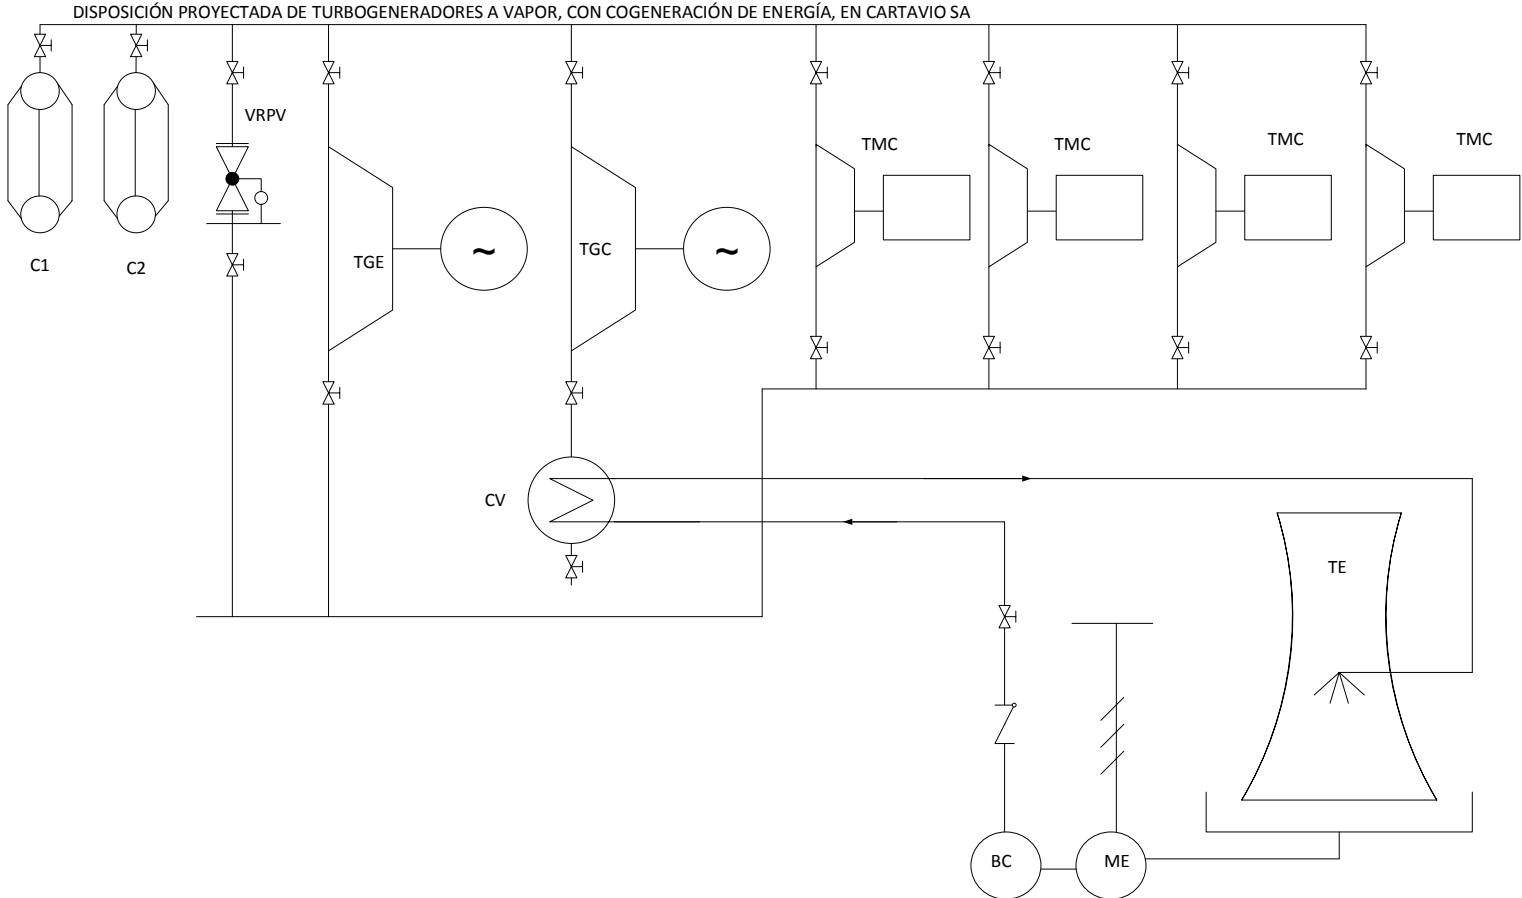 DISPOSICIÓN PROYECTADA DE TURBOGENERADORES A VAPOR, CON COGENERACIÓN DE ENERGÍA, EN CARTAVIO SA
VRPV
TMC
TMC
TMC
TMC
C1
C2
TGE
~
TGC
~
CV
TE
BC
ME